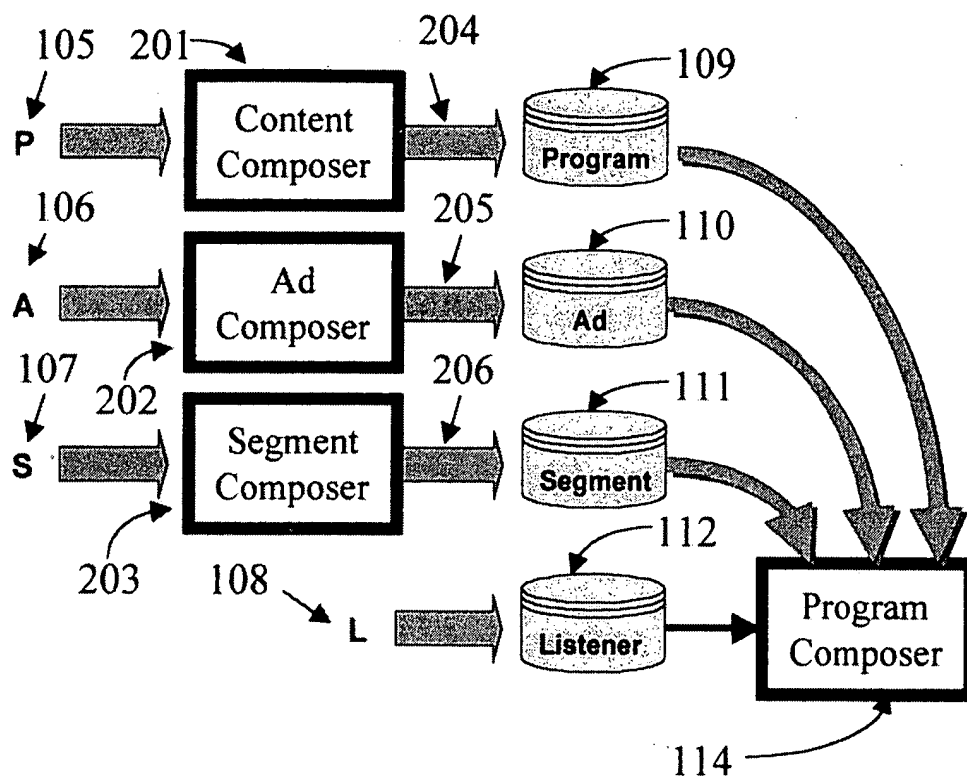 105
201
204
109
P
Content
Composer
Program
106
205
110
A
Ad
Composer
Ad
107
202
206
111
S
Segment
Composer
Segment
203
108
112
L
Listener
Program
Composer
114